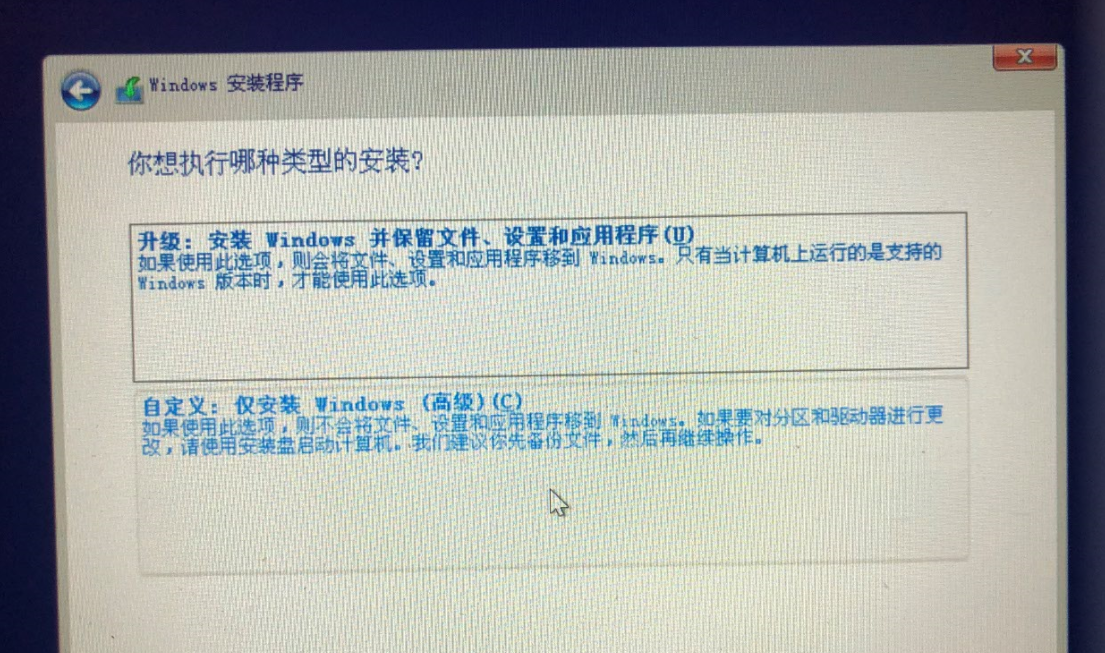 Windows 安装程序
你想执行哪种类型的安装?
升级: 安装 Windows 并保留文件、设置和应用程序(U)
如果使用此选项，则会将文件、设置和应用程序移到 Windows。只有当计算机上运行的是支持的
Windows 版本时，才能使用此选项。
自定义: 仅安装 Windows (高级)(C)
如果使用此选项，则不会将文件、设置和应用程序移到 Windows。如果要对分区和驱动器进行更
改，请使用安装盘启动计算机。我们建议你先备份文件，然后再继续操作。